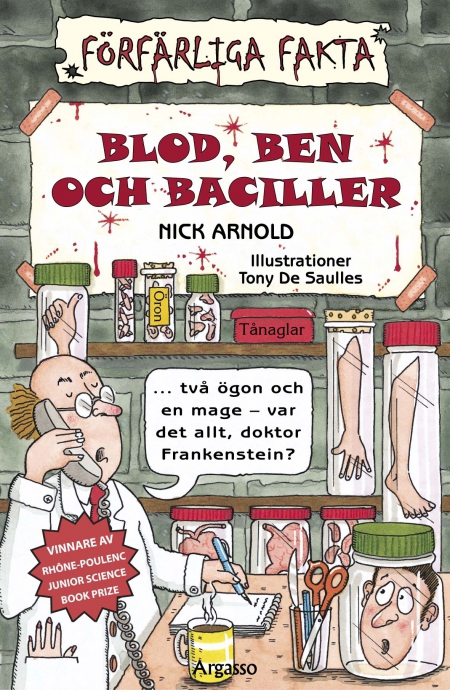 FÖRFÄRLIGA FAKTA
BLOD, BEN
OCH BACILLER
NICK ARNOLD
Illustrationer
Tony De Saulles
Öron
Tånaglar
... två ögon och
en mage – var
det allt, doktor
Frankenstein?
VINNARE AV
RHÔNE-POULENC
JUNIOR SCIENCE
BOOK PRIZE
Argasso